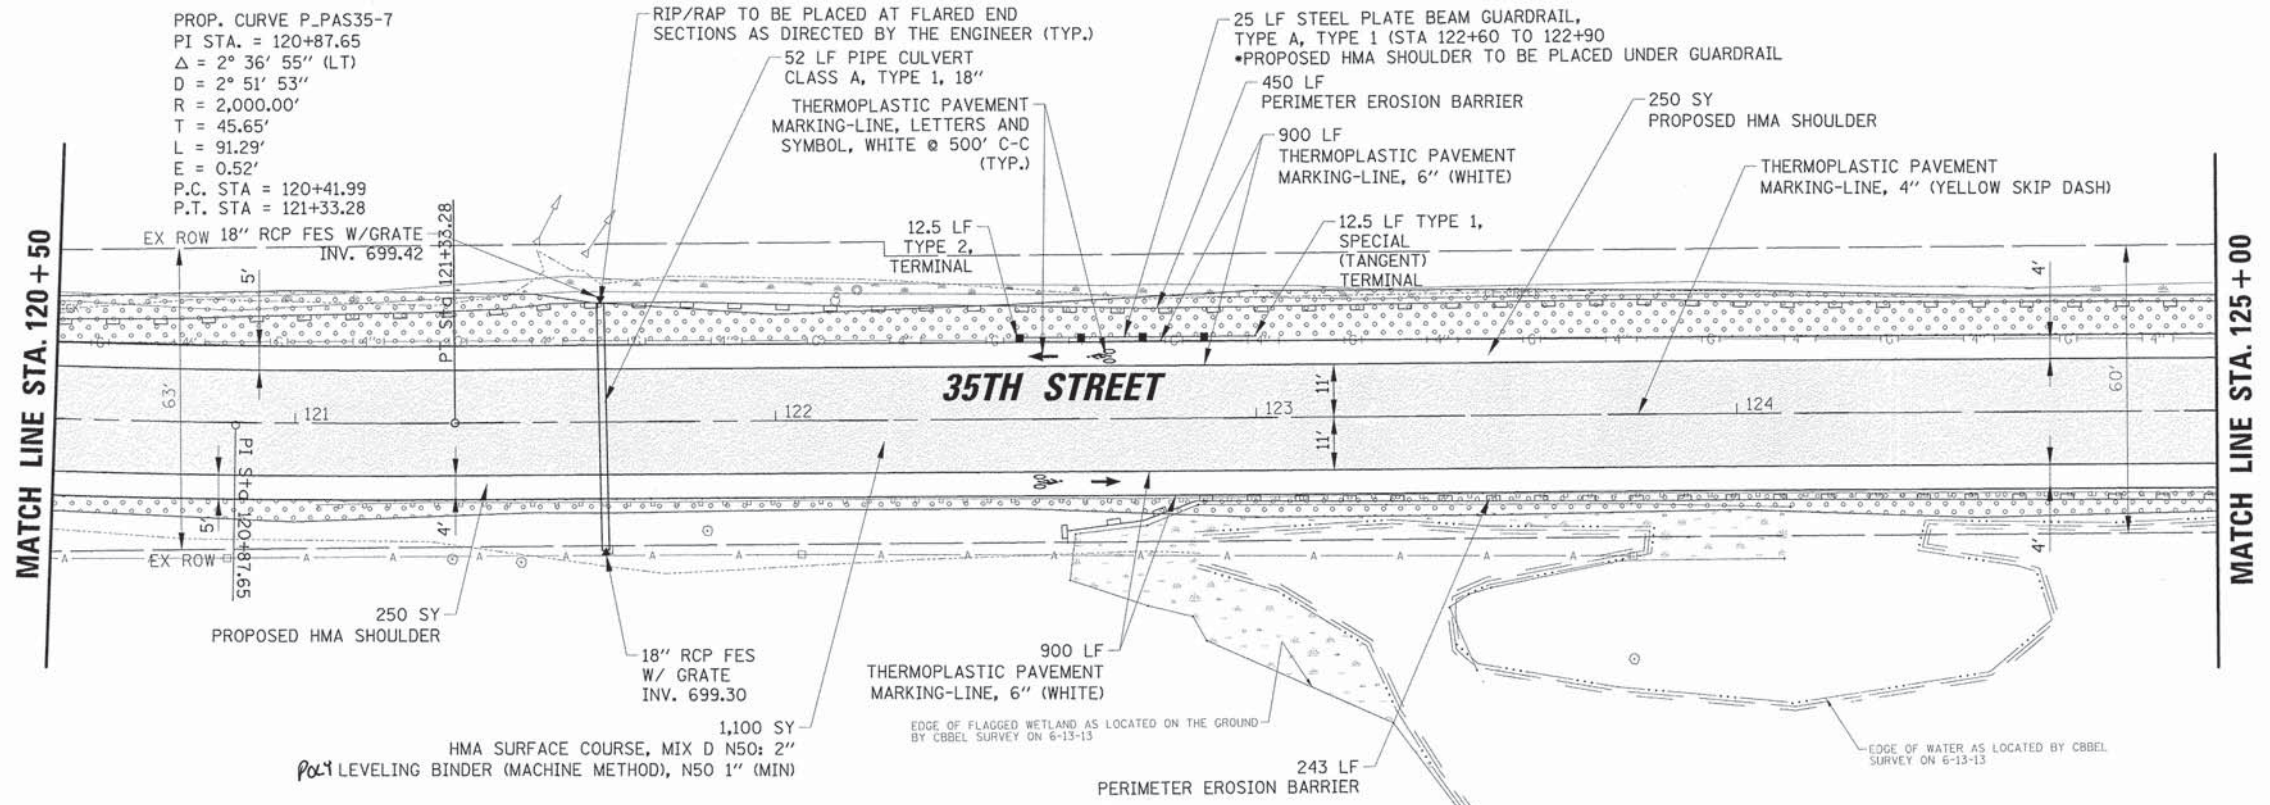 PROP. CURVE P_PAS35-7
PI STA. = 120+87.65
Δ = 2° 36' 55" (LT)
D = 2° 51' 53"
R = 2,000.00'
T = 45.65'
L = 91.29'
E = 0.52'
P.C. STA = 120+41.99
P.T. STA = 121+33.28
RIP/RAP TO BE PLACED AT FLARED END
SECTIONS AS DIRECTED BY THE ENGINEER (TYP.)
52 LF PIPE CULVERT
CLASS A, TYPE 1, 18"
THERMOPLASTIC PAVEMENT
MARKING-LINE, LETTERS AND
SYMBOL, WHITE @ 500' C-C
(TYP.)
25 LF STEEL PLATE BEAM GUARDRAIL,
TYPE A, TYPE 1 (STA 122+60 TO 122+90
*PROPOSED HMA SHOULDER TO BE PLACED UNDER GUARDRAIL
450 LF
PERIMETER EROSION BARRIER
900 LF
THERMOPLASTIC PAVEMENT
MARKING-LINE, 6" (WHITE)
250 SY
PROPOSED HMA SHOULDER
THERMOPLASTIC PAVEMENT
MARKING-LINE, 4" (YELLOW SKIP DASH)
EX ROW
18" RCP FES W/GRATE
INV. 699.42
PT Sta 121+33.28
12.5 LF
TYPE 2,
TERMINAL
12.5 LF TYPE 1,
SPECIAL
(TANGENT)
TERMINAL
MATCH LINE STA. 120+50
MATCH LINE STA. 125+00
5'
4'
63'
60'
35TH STREET
11'
11'
121
122
123
124
PI Sta 120+87.65
5'
4'
4'
EX ROW
A A A A A A A A A A
250 SY
PROPOSED HMA SHOULDER
18" RCP FES
W/ GRATE
INV. 699.30
1,100 SY
HMA SURFACE COURSE, MIX D N50: 2"
POLY LEVELING BINDER (MACHINE METHOD), N50 1" (MIN)
900 LF
THERMOPLASTIC PAVEMENT
MARKING-LINE, 6" (WHITE)
EDGE OF FLAGGED WETLAND AS LOCATED ON THE GROUND
BY CBBEL SURVEY ON 6-13-13
243 LF
PERIMETER EROSION BARRIER
EDGE OF WATER AS LOCATED BY CBBEL
SURVEY ON 6-13-13